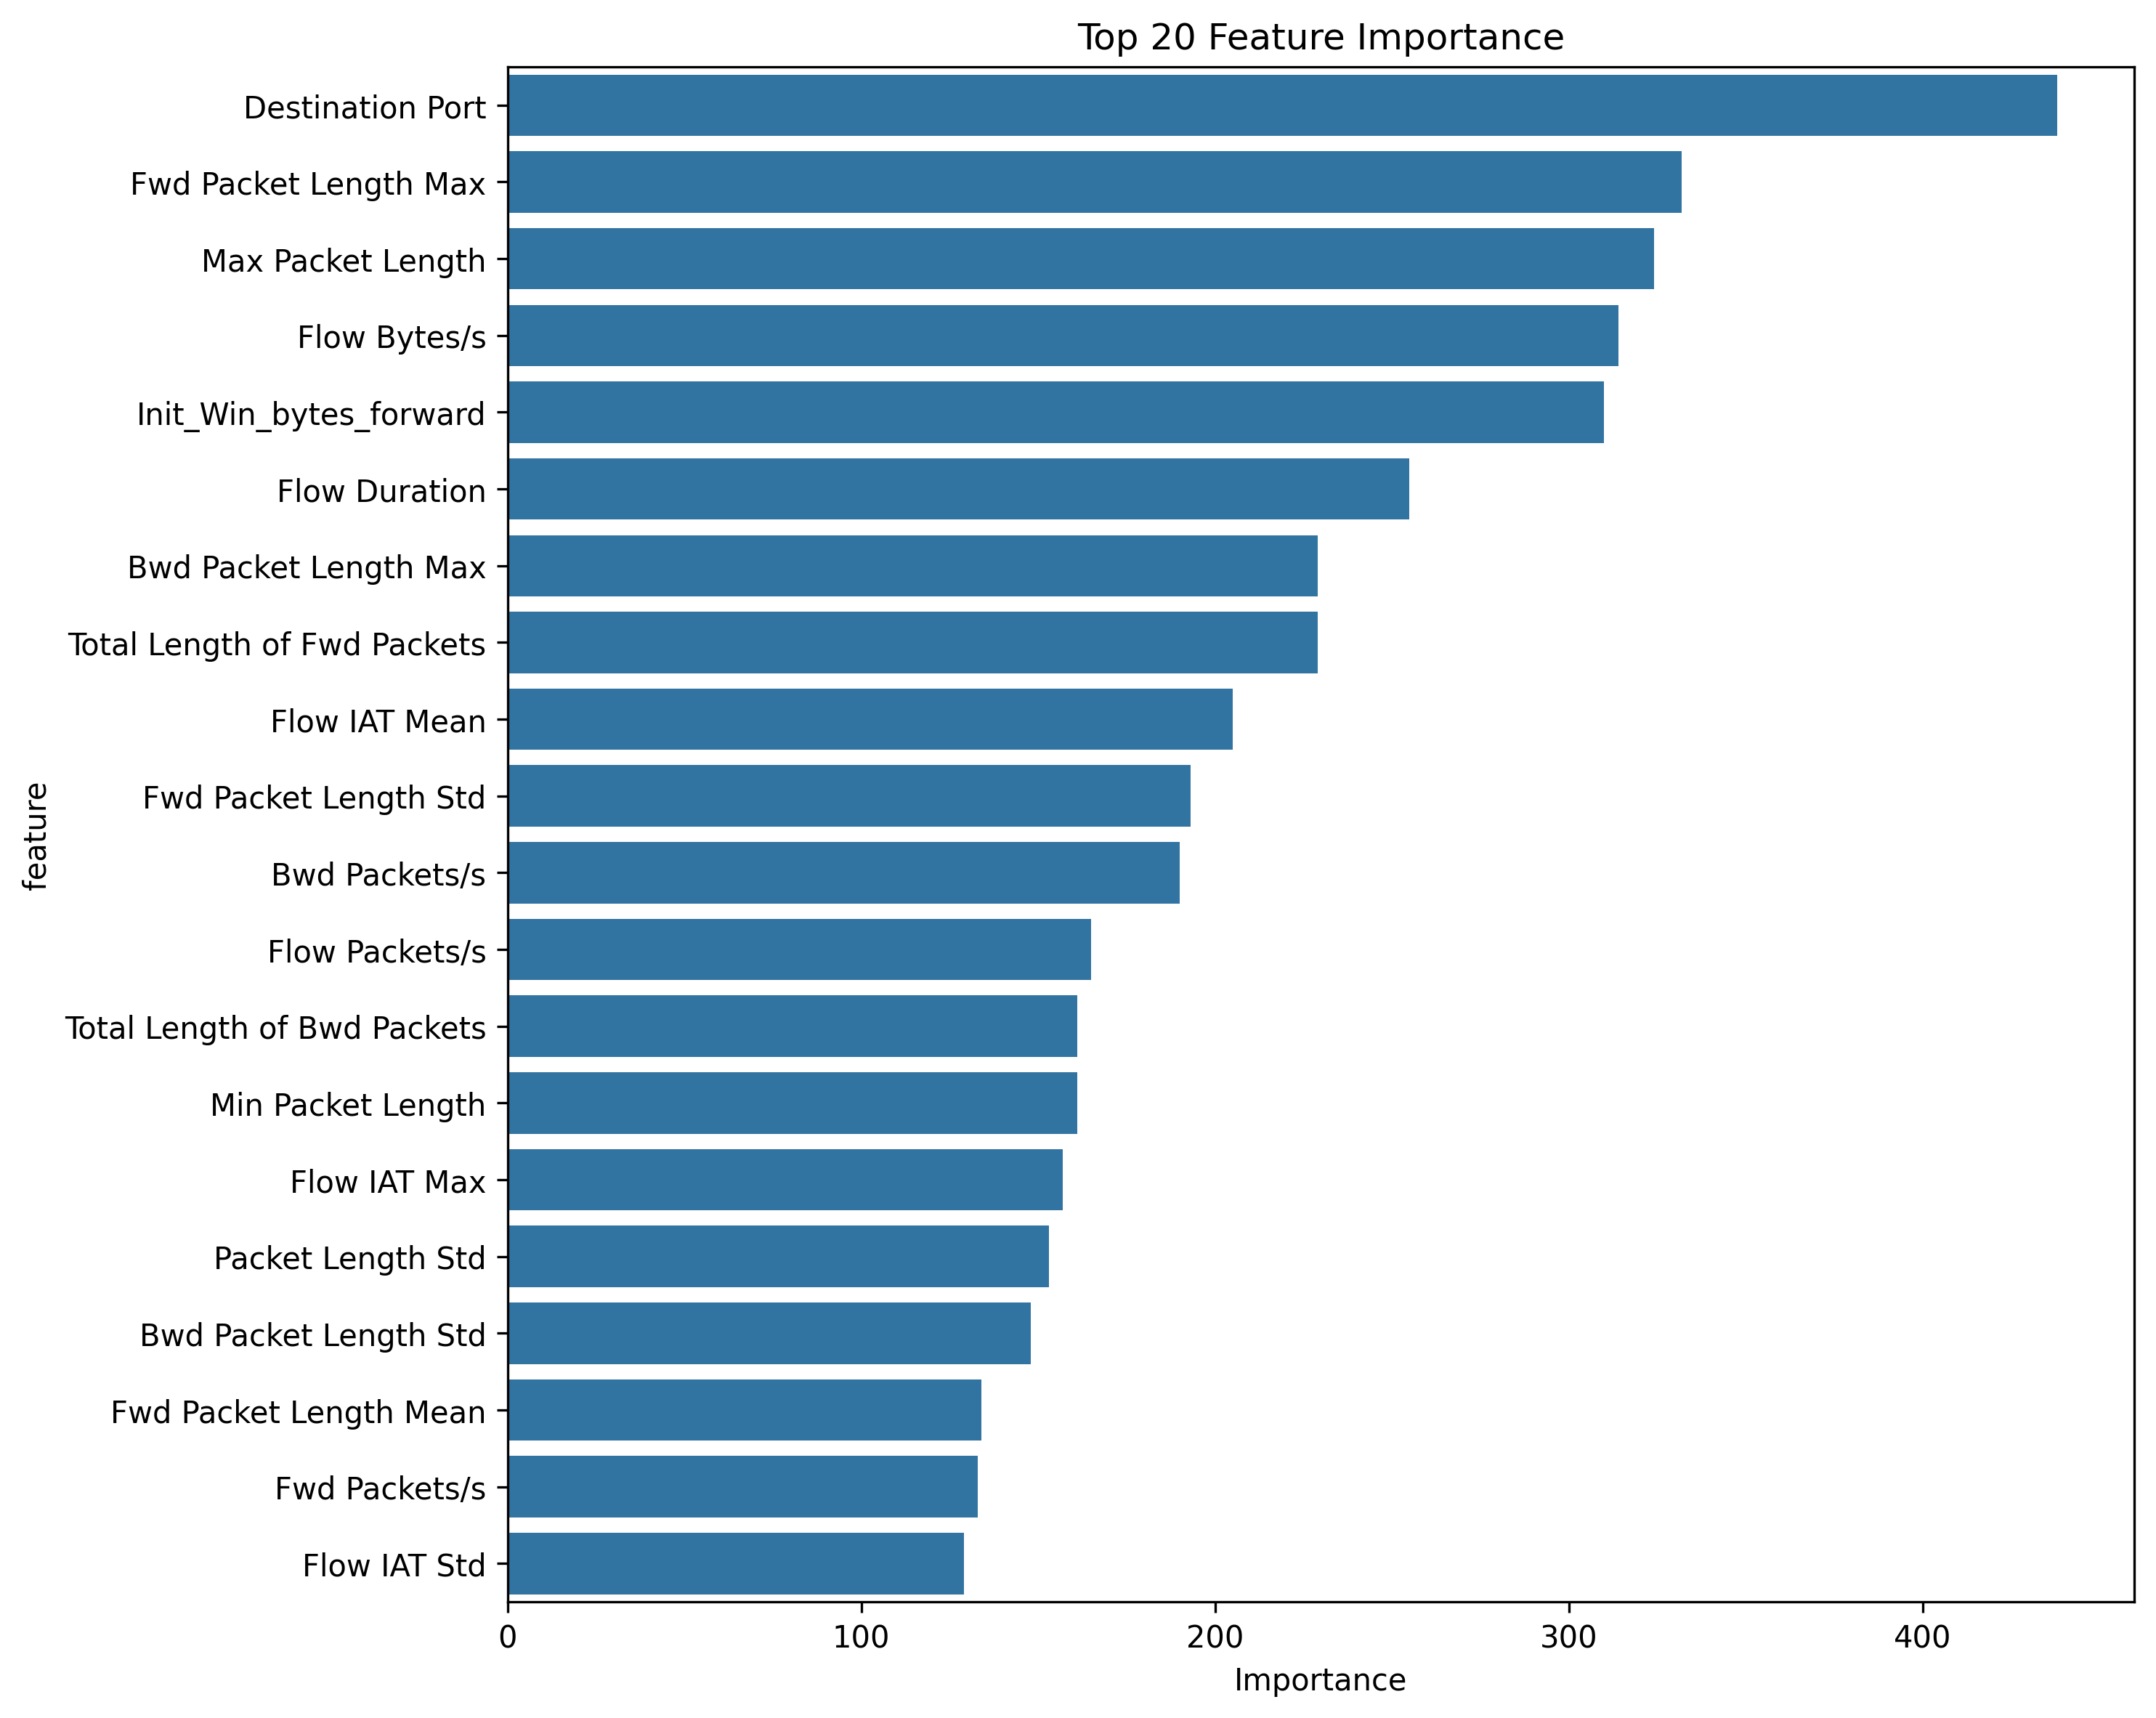 Top 20 Feature Importance
Destination Port
Fwd Packet Length Max
Max Packet Length
Flow Bytes/s
Init_Win_bytes_forward
Flow Duration
Bwd Packet Length Max
Total Length of Fwd Packets
Flow IAT Mean
Fwd Packet Length Std
Bwd Packets/s
Flow Packets/s
Total Length of Bwd Packets
Min Packet Length
Flow IAT Max
Packet Length Std
Bwd Packet Length Std
Fwd Packet Length Mean
Fwd Packets/s
Flow IAT Std
feature
0 100 200 300 400
Importance